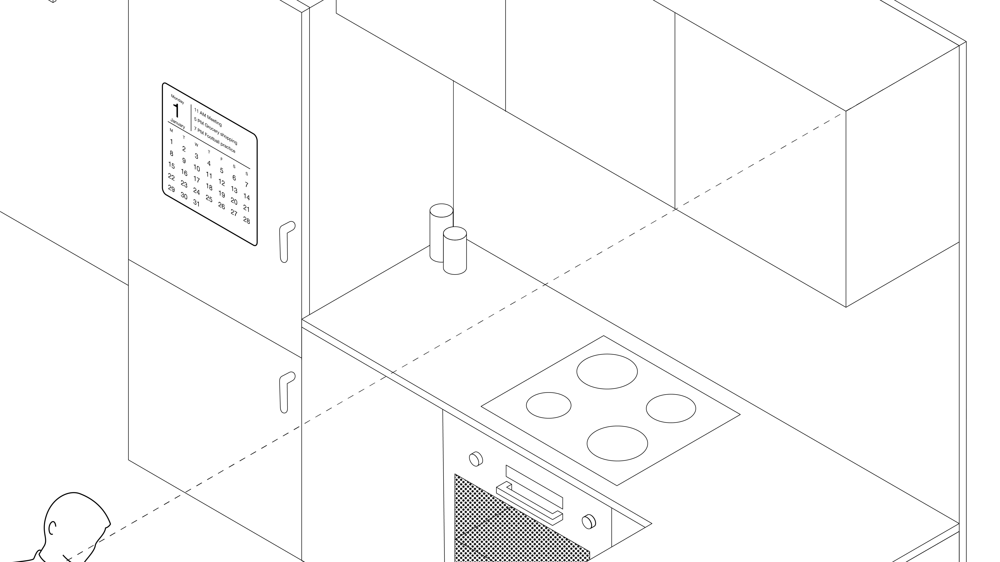 Monday
1
January
11 AM Meeting
5 PM Grocery shopping
7 PM Football practice
M T W T F S S
1 2 3 4 5 6 7
8 9 10 11 12 13 14
15 16 17 18 19 20 21
22 23 24 25 26 27 28
29 30 31